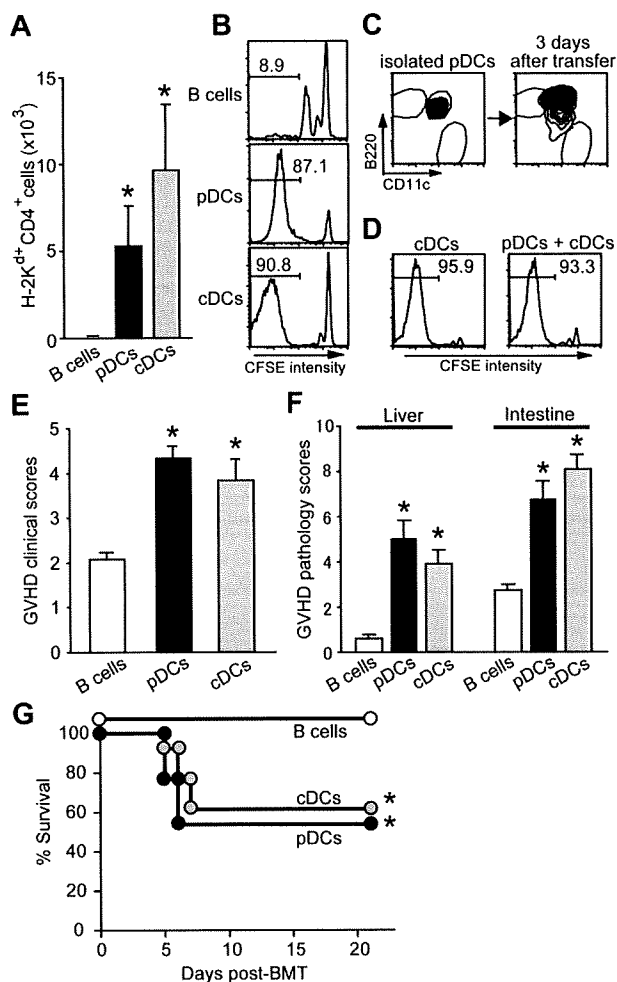 A
H-2Kd+ CD4+ cells (x10³)
15
10
5
0
*
*
B cells
pDCs
cDCs
B
B cells
8.9
pDCs
87.1
cDCs
90.8
CFSE intensity
C
isolated pDCs
3 days
after transfer
B220
CD11c
D
cDCs
pDCs + cDCs
95.9
93.3
CFSE intensity
E
GVHD clinical scores
5
4
3
2
1
0
*
*
B cells
pDCs
cDCs
F
Liver
Intestine
GVHD pathology scores
10
8
6
4
2
0
*
*
*
*
B cells
pDCs
cDCs
B cells
pDCs
cDCs
G
% Survival
100
80
60
40
20
0
B cells
cDCs
*
pDCs
*
0
5
10
15
20
Days post-BMT